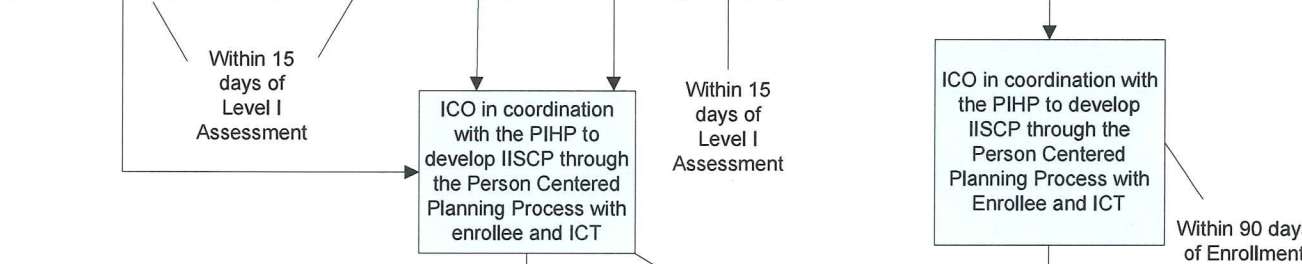 Within 15
days of
Level I
Assessment
ICO in coordination
with the PIHP to
develop IISCP through
the Person Centered
Planning Process with
enrollee and ICT
Within 15
days of
Level I
Assessment
ICO in coordination with
the PIHP to develop
IISCP through the
Person Centered
Planning Process with
Enrollee and ICT
Within 90 day
of Enrollment